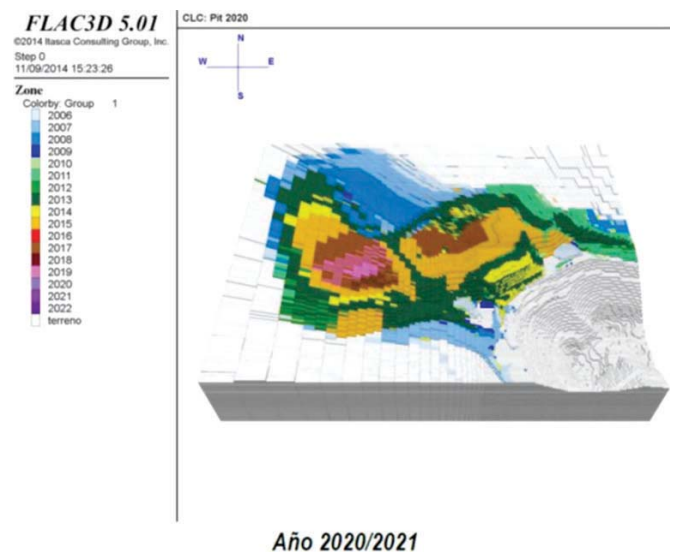 FLAC3D 5.01
©2014 Itasca Consulting Group, Inc.
Step 0
11/09/2014 15:23:26
Zone
Colorby: Group 1
2006
2007
2008
2009
2010
2011
2012
2013
2014
2015
2016
2017
2018
2019
2020
2021
2022
terreno
CLC: Pit 2020
N
W E
S
Año 2020/2021